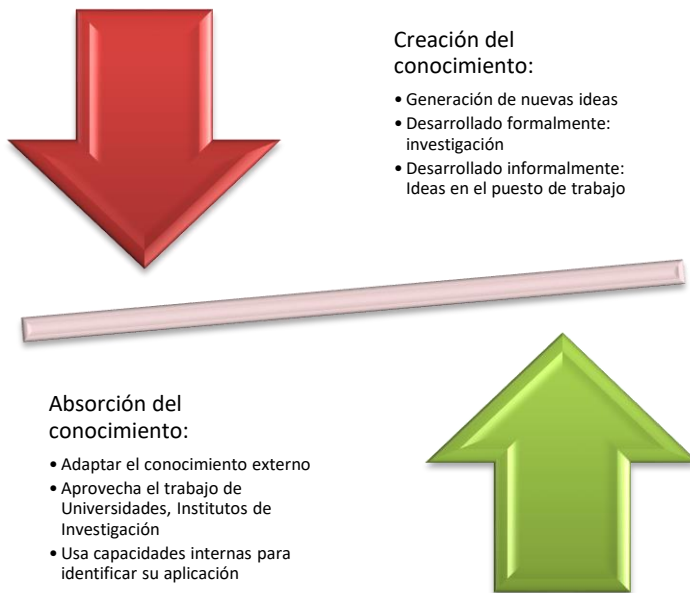 Creación del
conocimiento:
• Generación de nuevas ideas
• Desarrollado formalmente:
investigación
• Desarrollado informalmente:
Ideas en el puesto de trabajo
Absorción del
conocimiento:
• Adaptar el conocimiento externo
• Aprovecha el trabajo de
Universidades, Institutos de
Investigación
• Usa capacidades internas para
identificar su aplicación